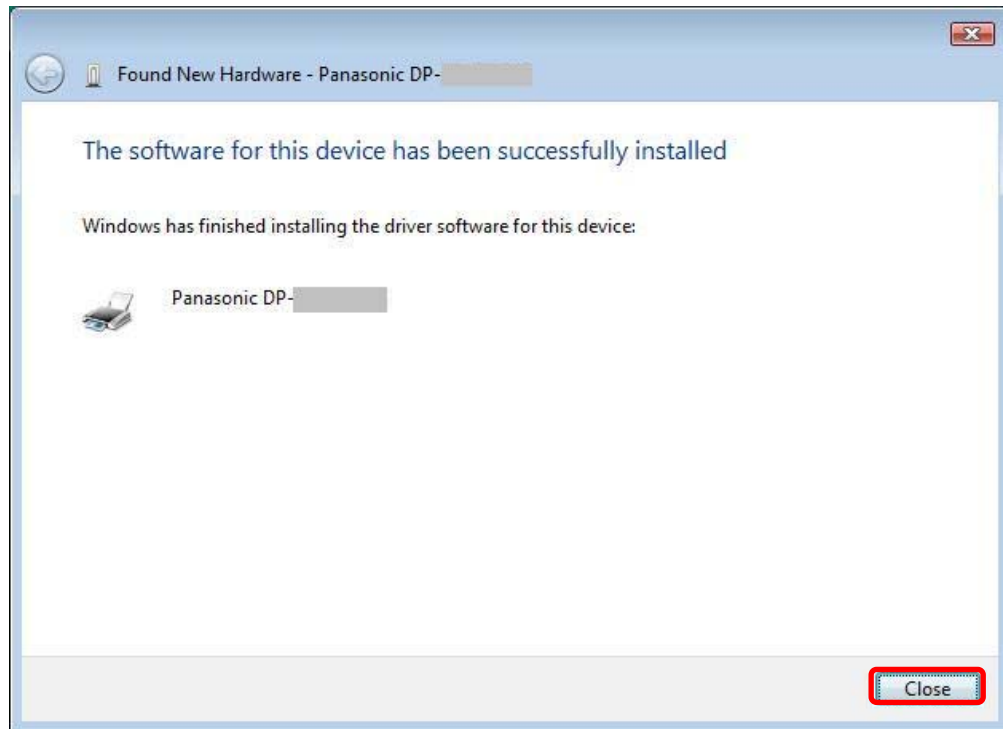 Found New Hardware - Panasonic DP-
The software for this device has been successfully installed
Windows has finished installing the driver software for this device:
Panasonic DP-
Close